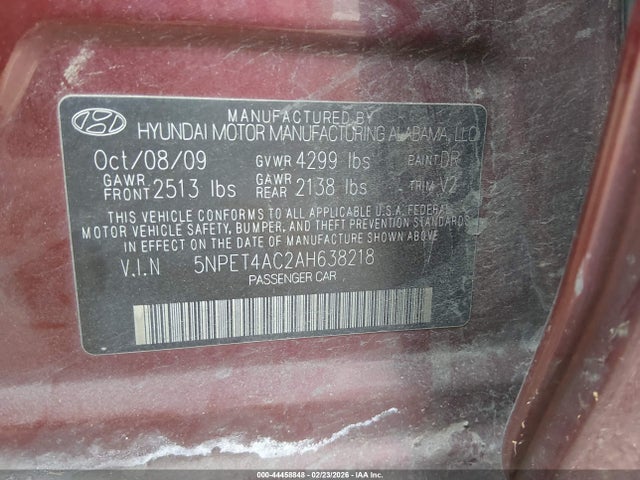 MANUFACTURED BY
HYUNDAI MOTOR MANUFACTURING ALABAMA, LLC
Oct/08/09 GVWR 4299 lbs PAINT DR
GAWR FRONT 2513 lbs GAWR REAR 2138 lbs TRIM V2
THIS VEHICLE CONFORMS TO ALL APPLICABLE U.S.A. FEDERAL
MOTOR VEHICLE SAFETY, BUMPER, AND THEFT PREVENTION STANDARDS
IN EFFECT ON THE DATE OF MANUFACTURE SHOWN ABOVE.
V.I.N 5NPET4AC2AH638218
PASSENGER CAR
000-44458848 - 02/23/2026 - COPART